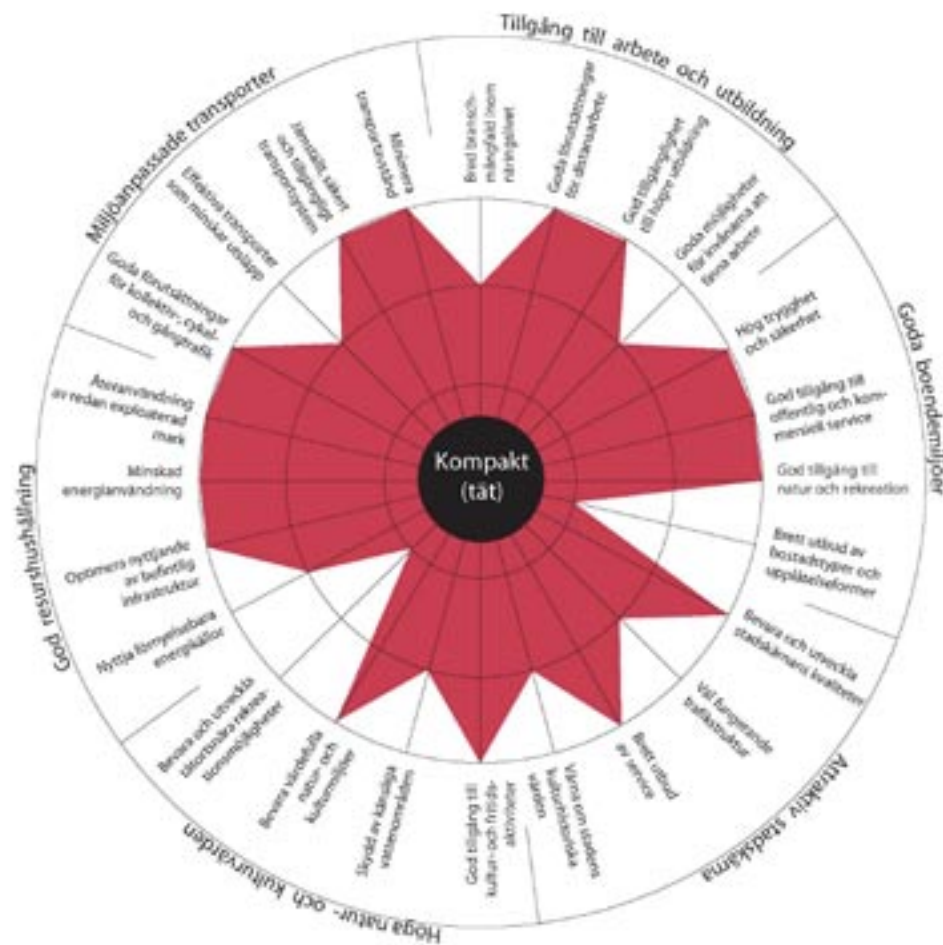 Tillgång till arbete och utbildning
Bred bransch-
mångfald inom
näringslivet
Goda förutsättningar
för distansarbete
God tillgänglighet
till högre utbildning
Goda möjligheter
för invånarna att
finna arbete
Goda boendemiljöer
Hög trygghet
och säkerhet
God tillgång till
offentlig och kom-
mersiell service
God tillgång till
natur och rekreation
Brett utbud av
bostadstyper och
upplåtelseformer
Attraktiv stadskärna
Bevara och utveckla
stadskärnans kvaliteter
Väl fungerande
trafikstruktur
Brett utbud
av service
Värna om stadens
kulturhistoriska
värden
Höga natur- och kulturvärden
God tillgång till
kultur- och fritids-
aktiviteter
Skydd av känsliga
vattenområden
Bevara värdefulla
natur- och
kulturmiljöer
Bevara och utveckla
tätortsnära rekrea-
tionsmöjligheter
God resurshushållning
Nyttja förnyelsebara
energikällor
Optimera nyttjande
av befintlig
infrastruktur
Minskad
energianvändning
Återanvändning
av redan exploaterad
mark
Miljöanpassade transporter
Goda förutsättningar
för kollektiv-, cykel-
och gångtrafik
Effektiva transporter
som minskar utsläpp
Jämställt, säkert
och tillgängligt
transportsystem
Minimera
transportavstånd
Kompakt
(tät)